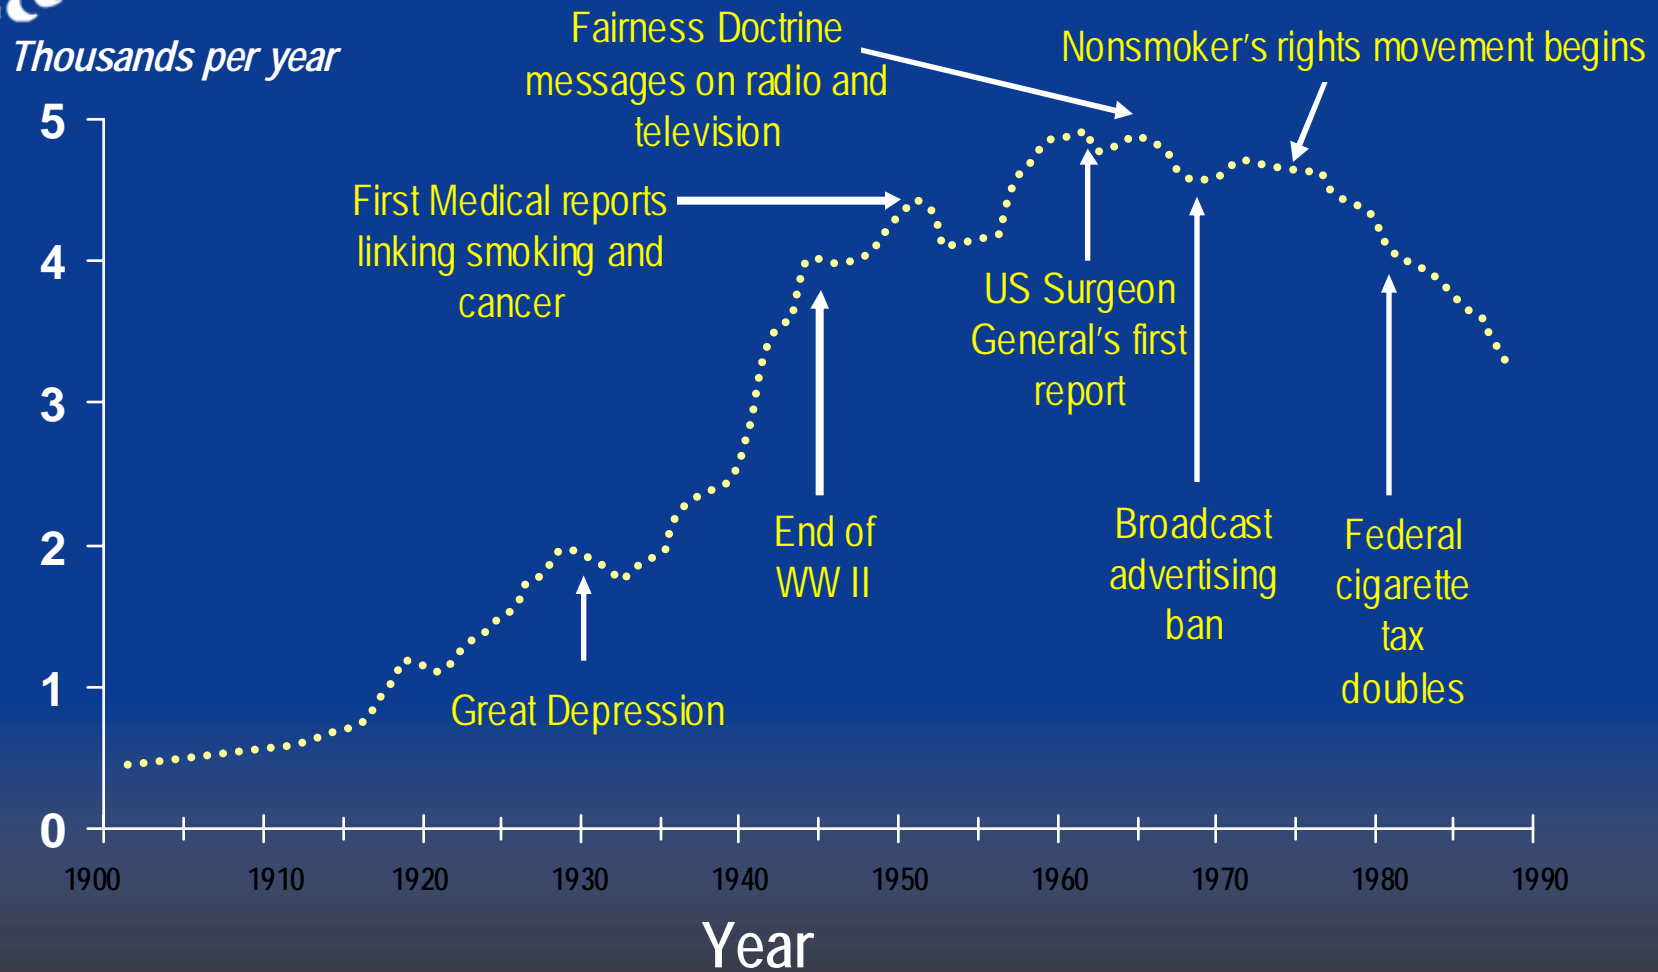 Thousands per year
Fairness Doctrine
messages on radio and
television
Nonsmoker's rights movement begins
First Medical reports
linking smoking and
cancer
US Surgeon
General's first
report
End of
WW II
Broadcast
advertising
ban
Federal
cigarette
tax
doubles
Great Depression
5
4
3
2
1
0
1900 1910 1920 1930 1940 1950 1960 1970 1980 1990
Year